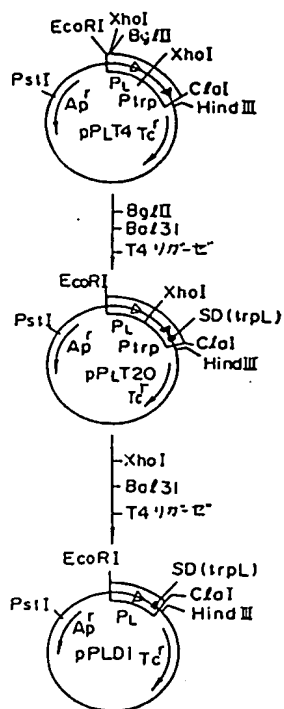 XhoI
EcoRI
BglII
XhoI
PstI
PL
ClaI
Apr
Ptrp
HindIII
pPLT4
Tcr
BglII
Bal31
T4リガーゼ
EcoRI
XhoI
PstI
SD(trpL)
PL
Apr
Ptrp
ClaI
HindIII
pPLT20
Tcr
XhoI
Bal31
T4リガーゼ
EcoRI
SD(trpL)
PstI
ClaI
PL
HindIII
Apr
pPLD1
Tcr